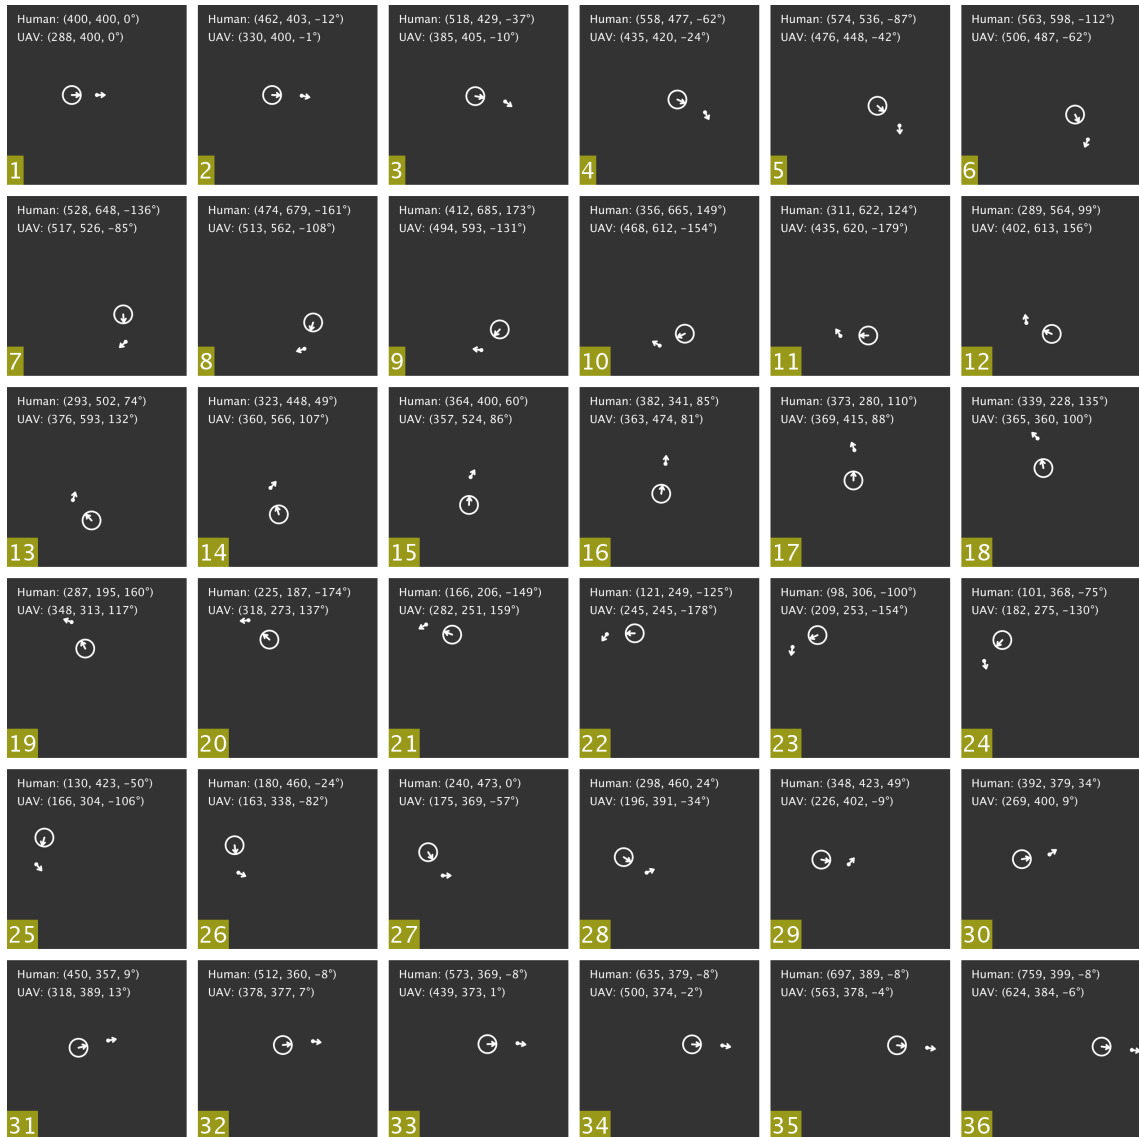 Human: (400, 400, 0°)
UAV: (288, 400, 0°)
1
Human: (462, 403, −12°)
UAV: (330, 400, −1°)
2
Human: (518, 429, −37°)
UAV: (385, 405, −10°)
3
Human: (558, 477, −62°)
UAV: (435, 420, −24°)
4
Human: (574, 536, −87°)
UAV: (476, 448, −42°)
5
Human: (563, 598, −112°)
UAV: (506, 487, −62°)
6
Human: (528, 648, −136°)
UAV: (517, 526, −85°)
7
Human: (474, 679, −161°)
UAV: (513, 562, −108°)
8
Human: (412, 685, 173°)
UAV: (494, 593, −131°)
9
Human: (356, 665, 149°)
UAV: (468, 612, −154°)
10
Human: (311, 622, 124°)
UAV: (435, 620, −179°)
11
Human: (289, 564, 99°)
UAV: (402, 613, 156°)
12
Human: (293, 502, 74°)
UAV: (376, 593, 132°)
13
Human: (323, 448, 49°)
UAV: (360, 566, 107°)
14
Human: (364, 400, 60°)
UAV: (357, 524, 86°)
15
Human: (382, 341, 85°)
UAV: (363, 474, 81°)
16
Human: (373, 280, 110°)
UAV: (369, 415, 88°)
17
Human: (339, 228, 135°)
UAV: (365, 360, 100°)
18
Human: (287, 195, 160°)
UAV: (348, 313, 117°)
19
Human: (225, 187, −174°)
UAV: (318, 273, 137°)
20
Human: (166, 206, −149°)
UAV: (282, 251, 159°)
21
Human: (121, 249, −125°)
UAV: (245, 245, −178°)
22
Human: (98, 306, −100°)
UAV: (209, 253, −154°)
23
Human: (101, 368, −75°)
UAV: (182, 275, −130°)
24
Human: (130, 423, −50°)
UAV: (166, 304, −106°)
25
Human: (180, 460, −24°)
UAV: (163, 338, −82°)
26
Human: (240, 473, 0°)
UAV: (175, 369, −57°)
27
Human: (298, 460, 24°)
UAV: (196, 391, −34°)
28
Human: (348, 423, 49°)
UAV: (226, 402, −9°)
29
Human: (392, 379, 34°)
UAV: (269, 400, 9°)
30
Human: (450, 357, 9°)
UAV: (318, 389, 13°)
31
Human: (512, 360, −8°)
UAV: (378, 377, 7°)
32
Human: (573, 369, −8°)
UAV: (439, 373, 1°)
33
Human: (635, 379, −8°)
UAV: (500, 374, −2°)
34
Human: (697, 389, −8°)
UAV: (563, 378, −4°)
35
Human: (759, 399, −8°)
UAV: (624, 384, −6°)
36